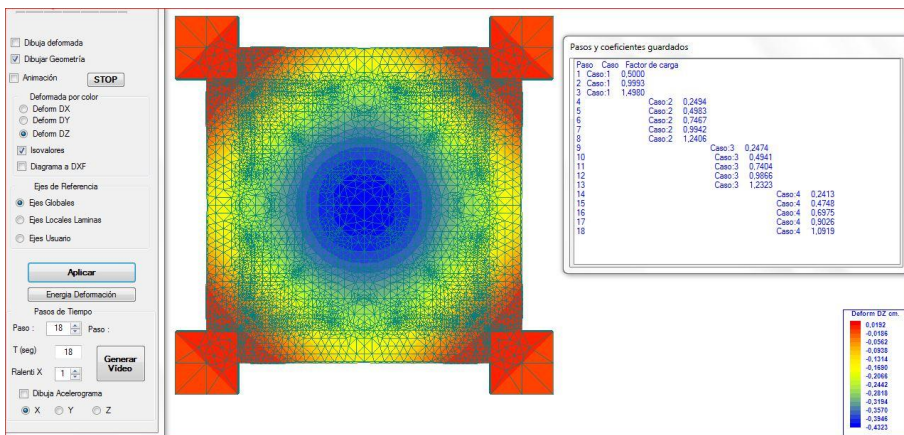 Dibuja deformada
Dibujar Geometría
Animación
STOP
Deformada por color
Deform DX
Deform DY
Deform DZ
Isovalores
Diagrama a DXF
Ejes de Referencia
Ejes Globales
Ejes Locales Laminas
Ejes Usuario
Aplicar
Energia Deformación
Pasos de Tiempo
Paso : 18 Paso :
T (seg) 18
Ralenti X 1
Generar Vídeo
Dibuja Acelerograma
X Y Z
Pasos y coeficientes guardados
Paso Caso Factor de carga
1 Caso:1 0,5000
2 Caso:1 0,9993
3 Caso:1 1,4980
4 Caso:2 0,2494
5 Caso:2 0,4983
6 Caso:2 0,7467
7 Caso:2 0,9942
8 Caso:2 1,2406
9 Caso:3 0,2474
10 Caso:3 0,4941
11 Caso:3 0,7404
12 Caso:3 0,9866
13 Caso:3 1,2323
14 Caso:4 0,2413
15 Caso:4 0,4748
16 Caso:4 0,6975
17 Caso:4 0,9026
18 Caso:4 1,0919
Deform DZ cm.
0,0192
-0,0186
-0,0562
-0,0938
-0,1314
-0,1690
-0,2066
-0,2442
-0,2818
-0,3194
-0,3570
-0,3946
-0,4323